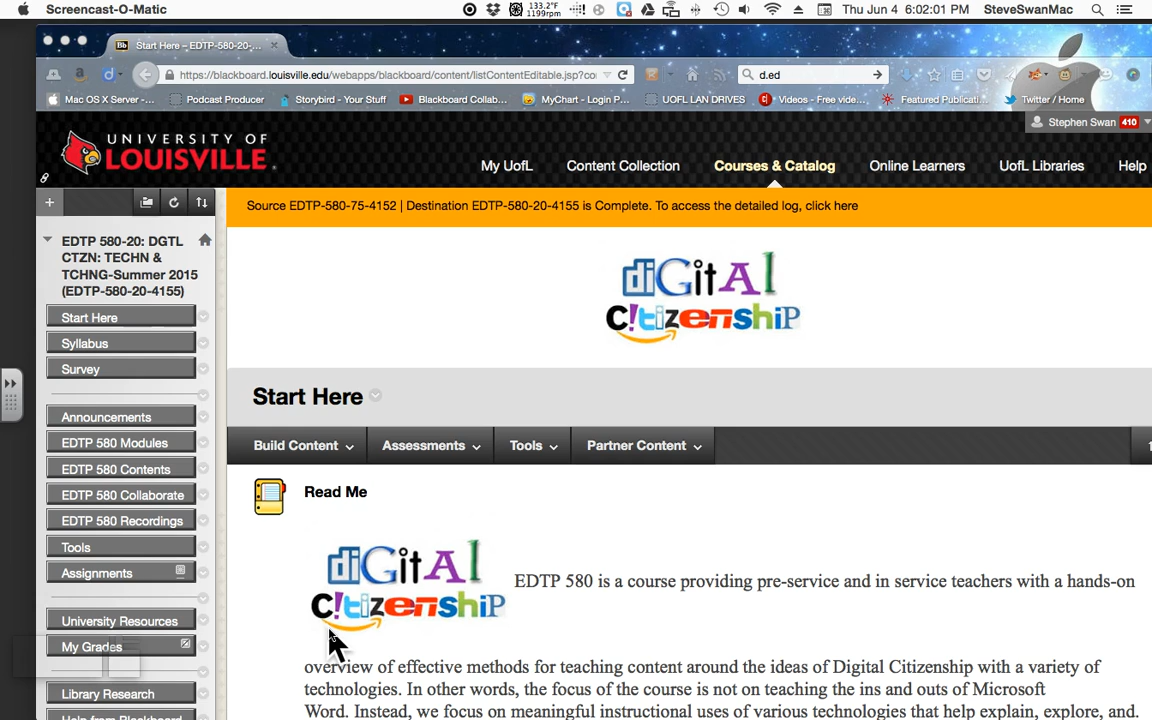 Screencast-O-Matic
133.2°F
1199rpm
Thu Jun 4 6:02:01 PM
SteveSwanMac
Bb Start Here – EDTP-580-20-...
https://blackboard.louisville.edu/webapps/blackboard/content/listContentEditable.jsp?co
d.ed
Mac OS X Server -...
Podcast Producer
Storybird - Your Stuff
Blackboard Collab...
MyChart - Login P...
UOFL LAN DRIVES
Videos - Free vide...
Featured Publicati...
Twitter / Home
Stephen Swan 410
UNIVERSITY OF
LOUISVILLE.
My UofL
Content Collection
Courses & Catalog
Online Learners
UofL Libraries
Help
Source EDTP-580-75-4152 | Destination EDTP-580-20-4155 is Complete. To access the detailed log, click here
EDTP 580-20: DGTL
CTZN: TECHN &
TCHNG-Summer 2015
(EDTP-580-20-4155)
Start Here
Syllabus
Survey
Announcements
EDTP 580 Modules
EDTP 580 Contents
EDTP 580 Collaborate
EDTP 580 Recordings
Tools
Assignments
University Resources
My Grades
Library Research
Help from Blackboard
diGitAl
C!tizensHiP
Start Here
Build Content
Assessments
Tools
Partner Content
Read Me
diGitAl
C!tizensHiP
EDTP 580 is a course providing pre-service and in service teachers with a hands-on
overview of effective methods for teaching content around the ideas of Digital Citizenship with a variety of
technologies. In other words, the focus of the course is not on teaching the ins and outs of Microsoft
Word. Instead, we focus on meaningful instructional uses of various technologies that help explain, explore, and.